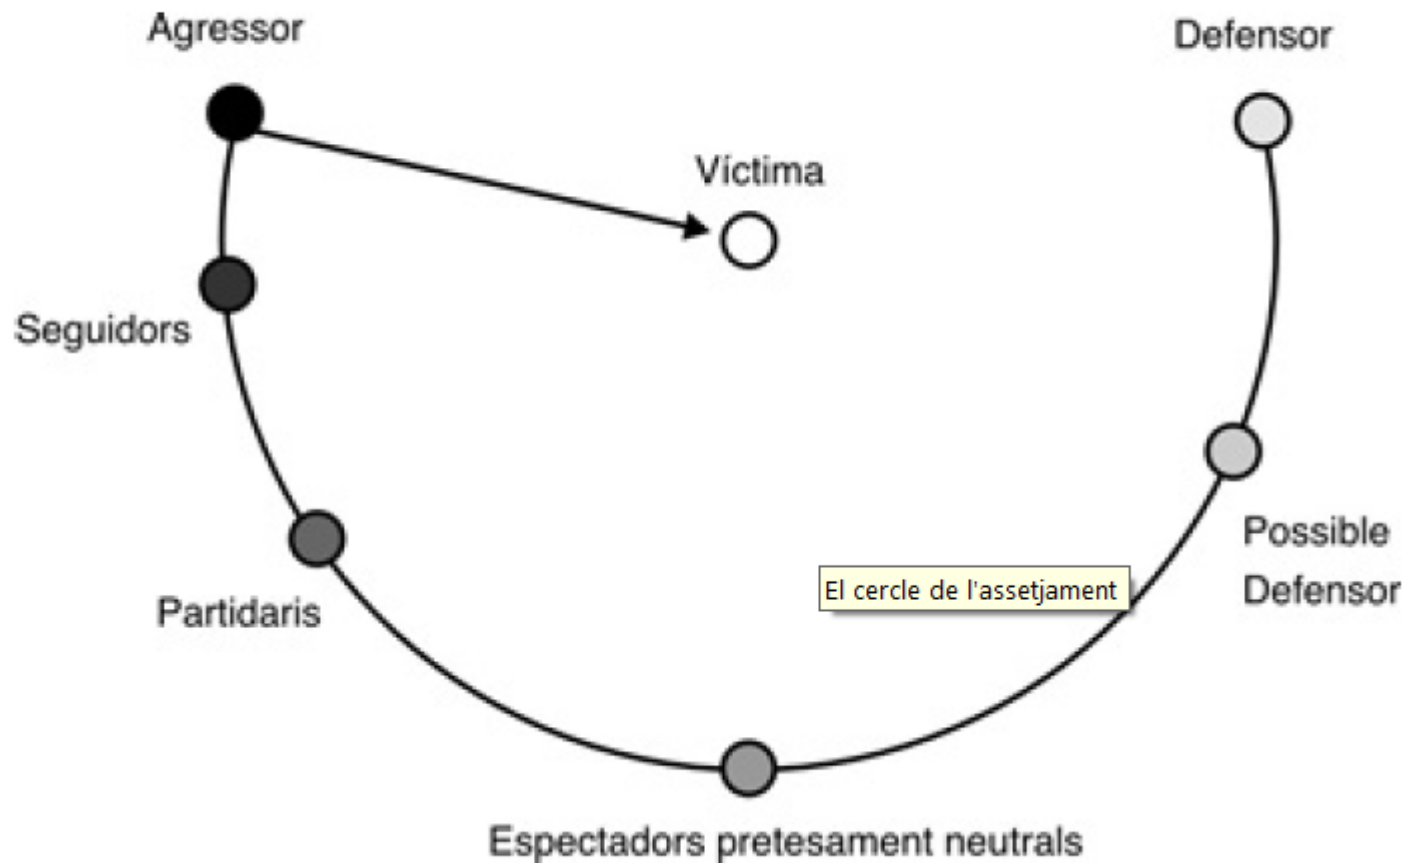 Agressor
Defensor
Víctima
Seguidors
Possible
Defensor
El cercle de l'assetjament
Partidaris
Espectadors pretesament neutrals